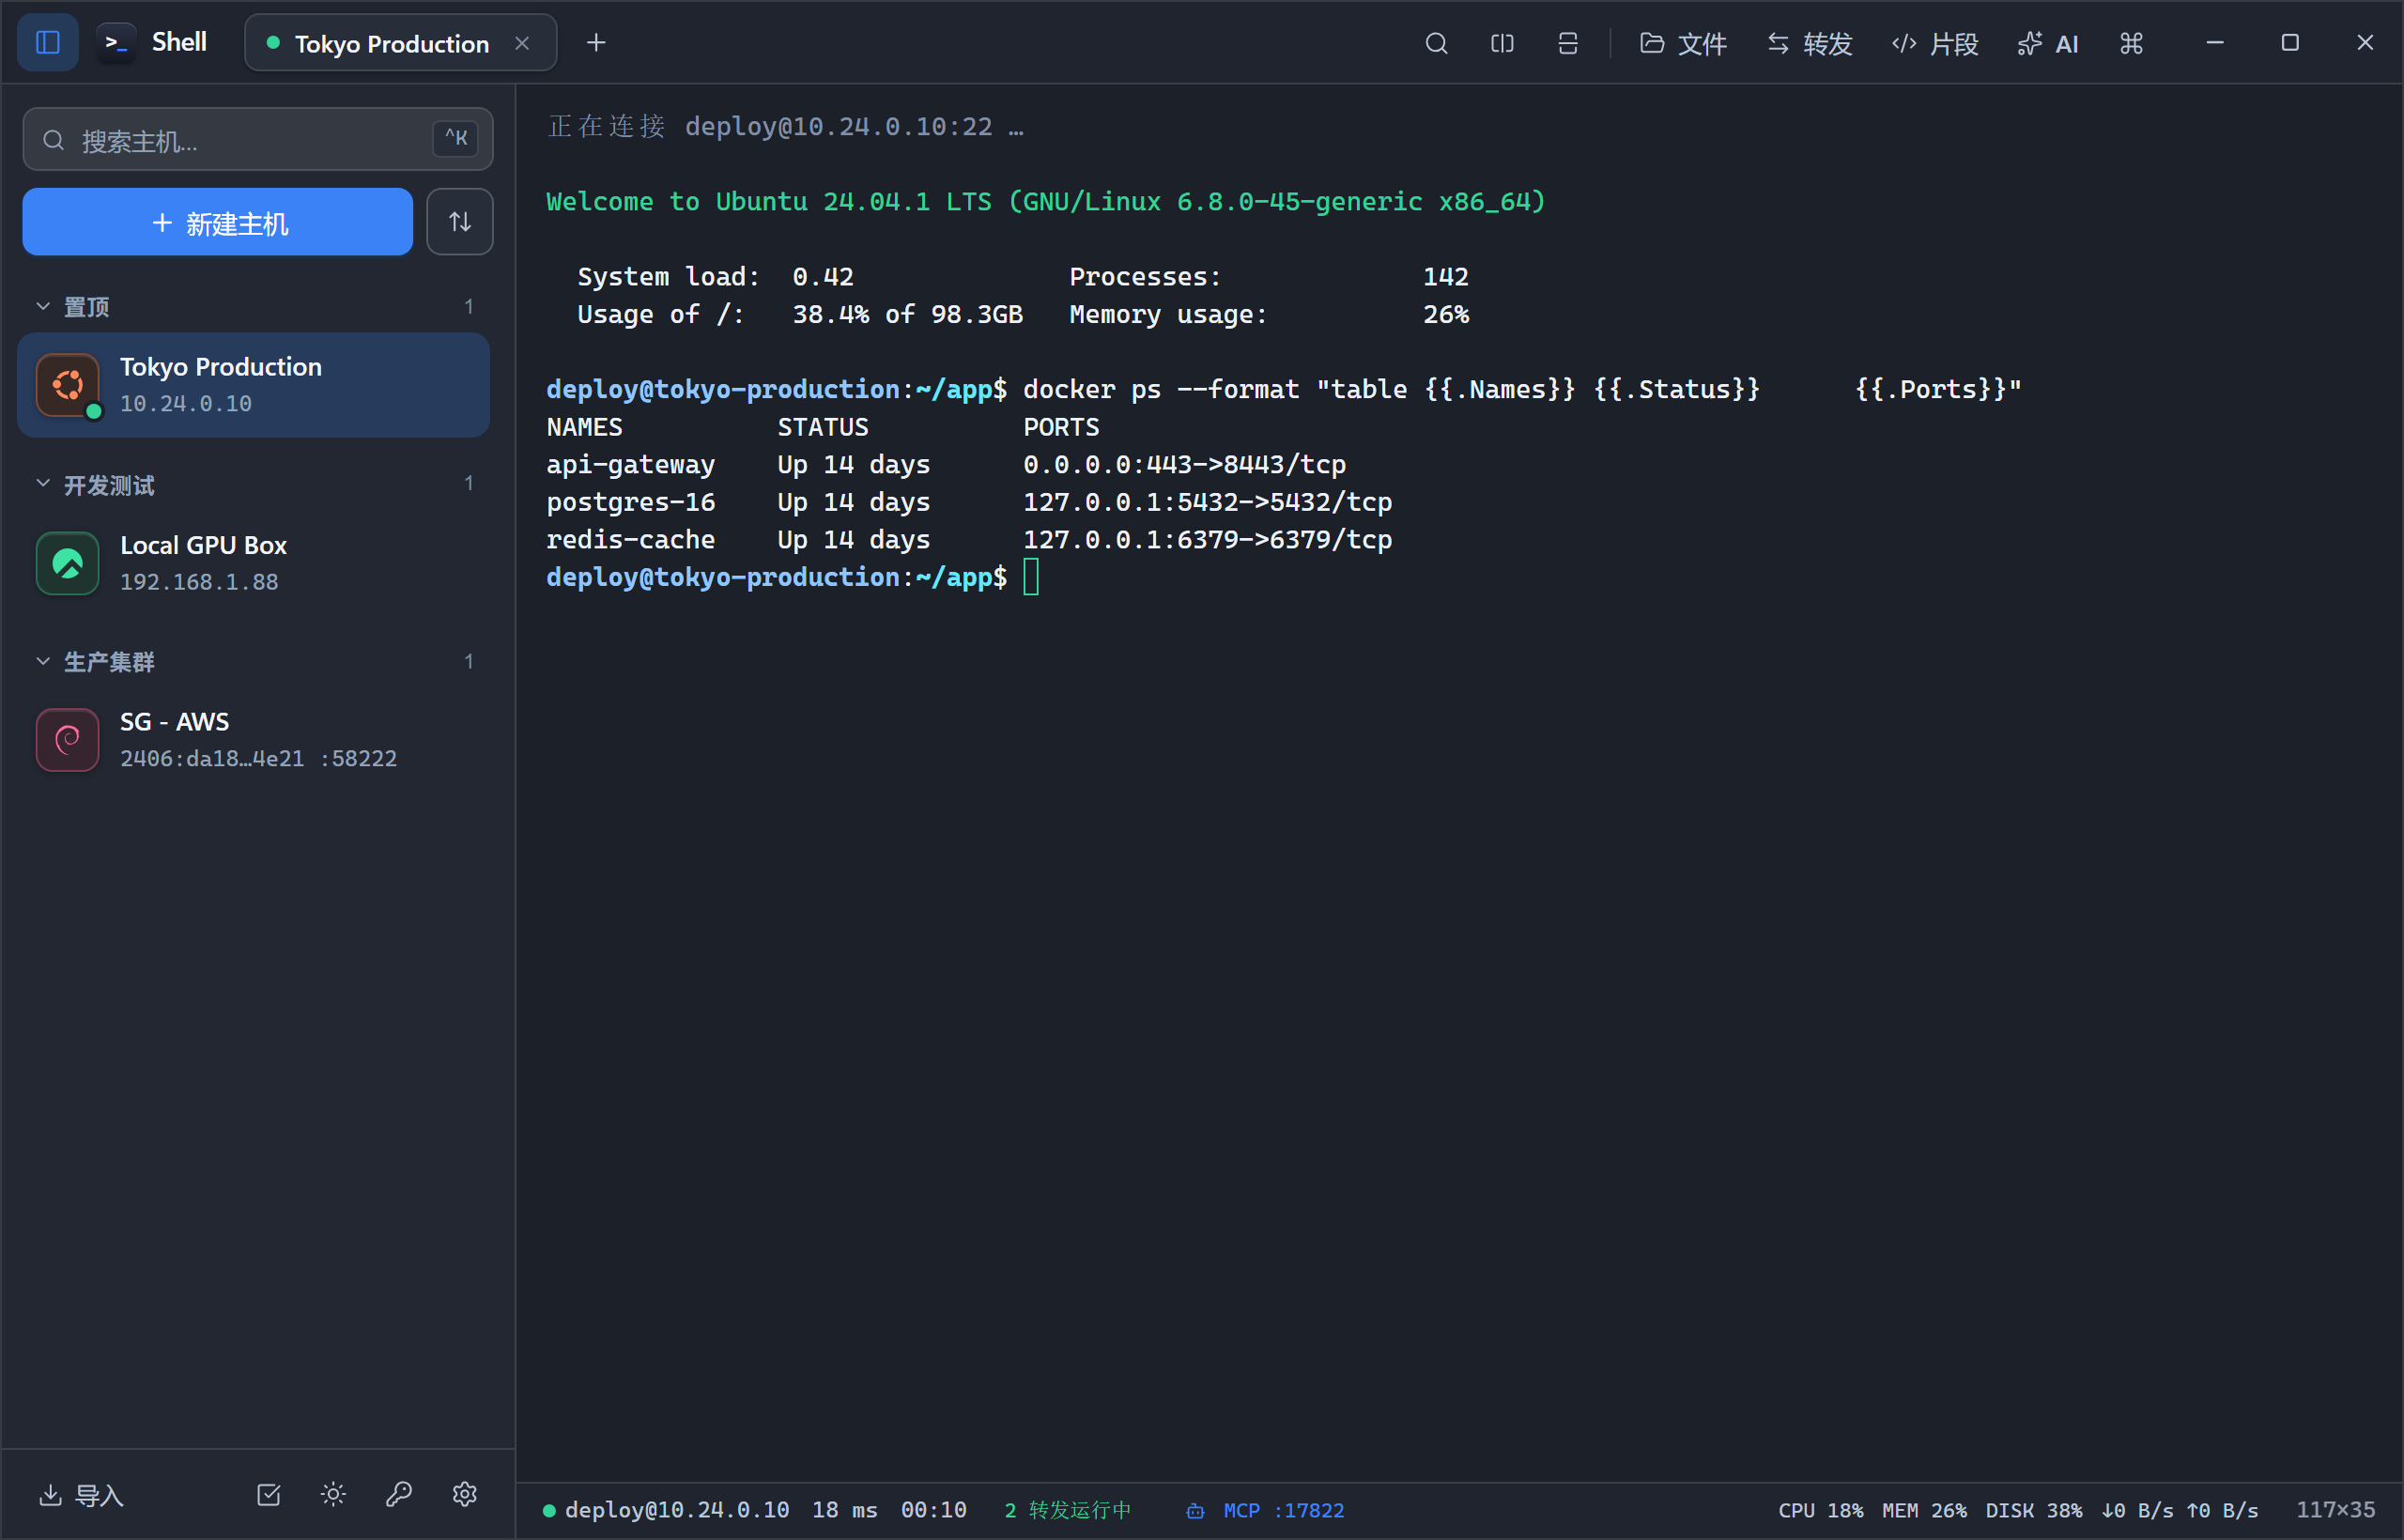 >_ Shell Tokyo Production 文件 转发 片段 AI
搜索主机... ^K
+ 新建主机
置顶 1
Tokyo Production
10.24.0.10
开发测试 1
Local GPU Box
192.168.1.88
生产集群 1
SG - AWS
2406:da18…4e21 :58222
导入
正在连接 deploy@10.24.0.10:22 …
Welcome to Ubuntu 24.04.1 LTS (GNU/Linux 6.8.0-45-generic x86_64)
System load: 0.42 Processes: 142
Usage of /: 38.4% of 98.3GB Memory usage: 26%
deploy@tokyo-production:~/app$ docker ps --format "table {{.Names}} {{.Status}} {{.Ports}}"
NAMES STATUS PORTS
api-gateway Up 14 days 0.0.0.0:443->8443/tcp
postgres-16 Up 14 days 127.0.0.1:5432->5432/tcp
redis-cache Up 14 days 127.0.0.1:6379->6379/tcp
deploy@tokyo-production:~/app$
deploy@10.24.0.10 18 ms 00:10 2 转发运行中 MCP :17822 CPU 18% MEM 26% DISK 38% ↓0 B/s ↑0 B/s 117×35